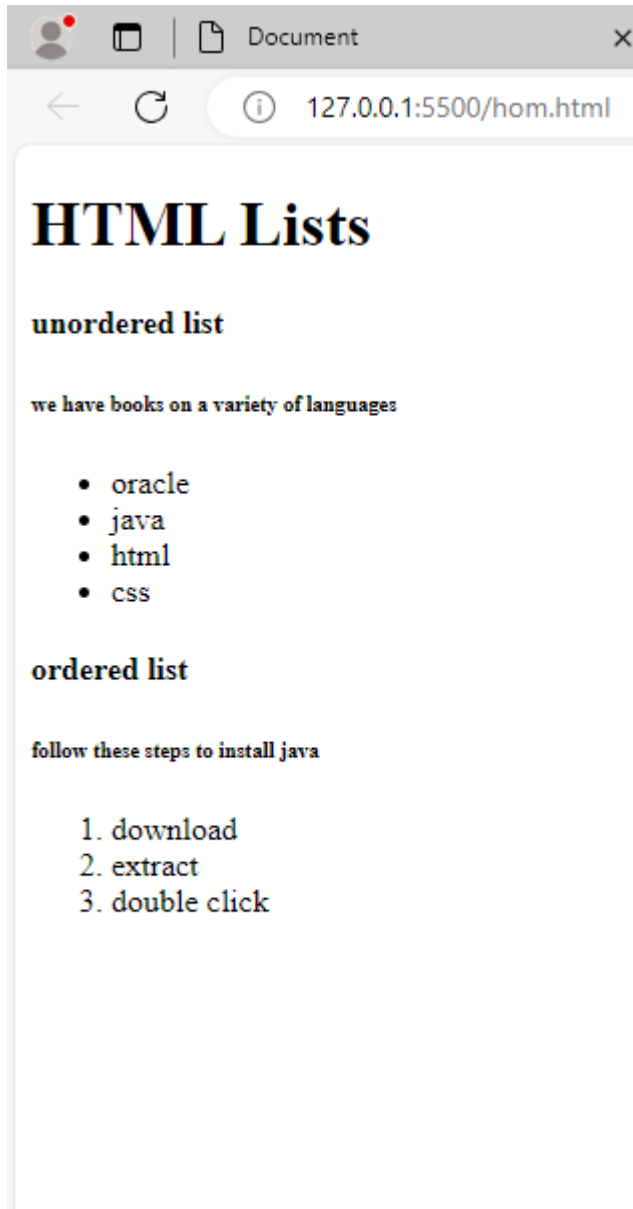 Document
127.0.0.1:5500/hom.html
HTML Lists
unordered list
we have books on a variety of languages
• oracle
• java
• html
• css
ordered list
follow these steps to install java
1. download
2. extract
3. double click